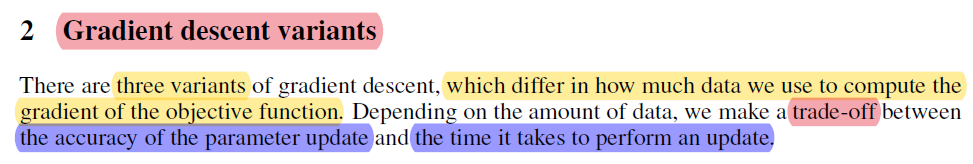 2 Gradient descent variants
There are three variants of gradient descent, which differ in how much data we use to compute the
gradient of the objective function. Depending on the amount of data, we make a trade-off between
the accuracy of the parameter update and the time it takes to perform an update.